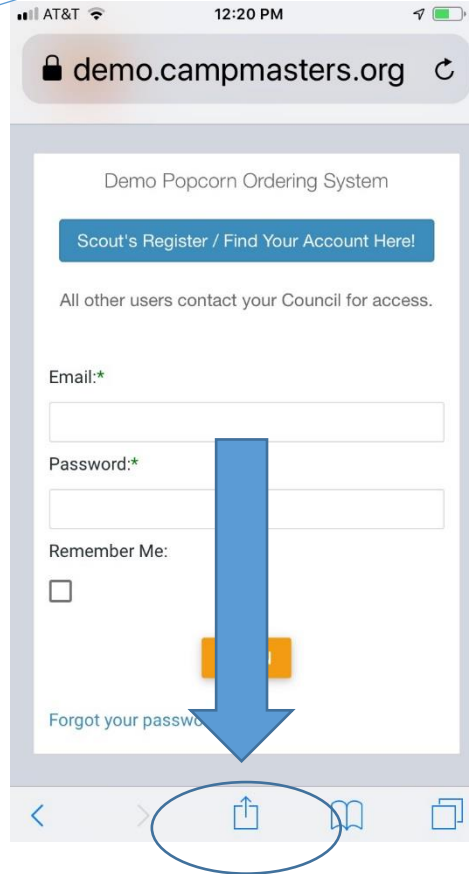 AT&T 12:20 PM
demo.campmasters.org
Demo Popcorn Ordering System
Scout's Register / Find Your Account Here!
All other users contact your Council for access.
Email:*
Password:*
Remember Me:
Forgot your